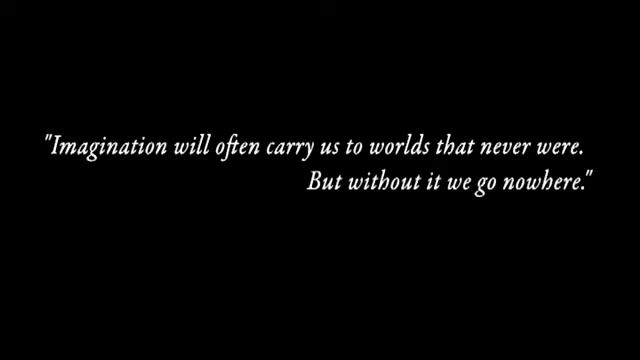 "Imagination will often carry us to worlds that never were.
But without it we go nowhere."